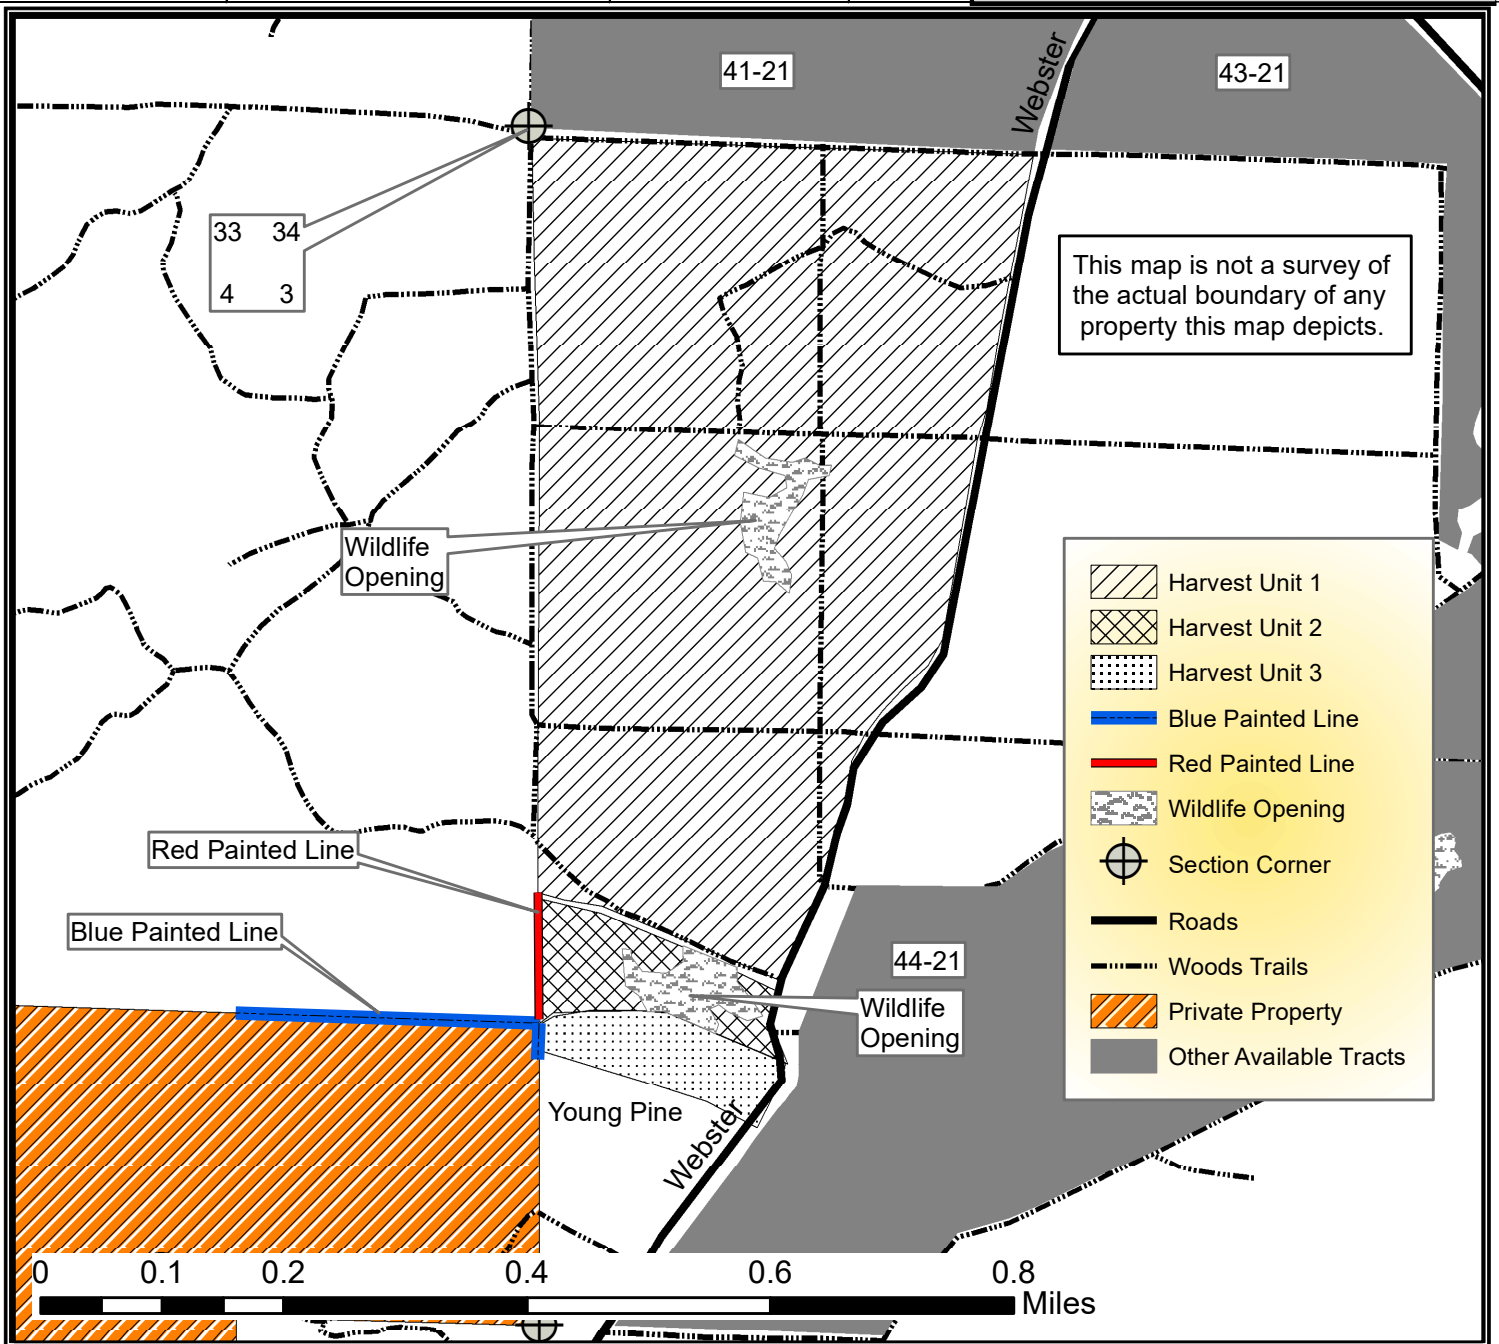 41-21
43-21
Webster
33 34
4 3
This map is not a survey of
the actual boundary of any
property this map depicts.
Wildlife
Opening
Harvest Unit 1
Harvest Unit 2
Harvest Unit 3
Blue Painted Line
Red Painted Line
Wildlife Opening
Section Corner
Roads
Woods Trails
Private Property
Other Available Tracts
Red Painted Line
Blue Painted Line
44-21
Wildlife
Opening
Young Pine
Webster
0 0.1 0.2 0.4 0.6 0.8
Miles